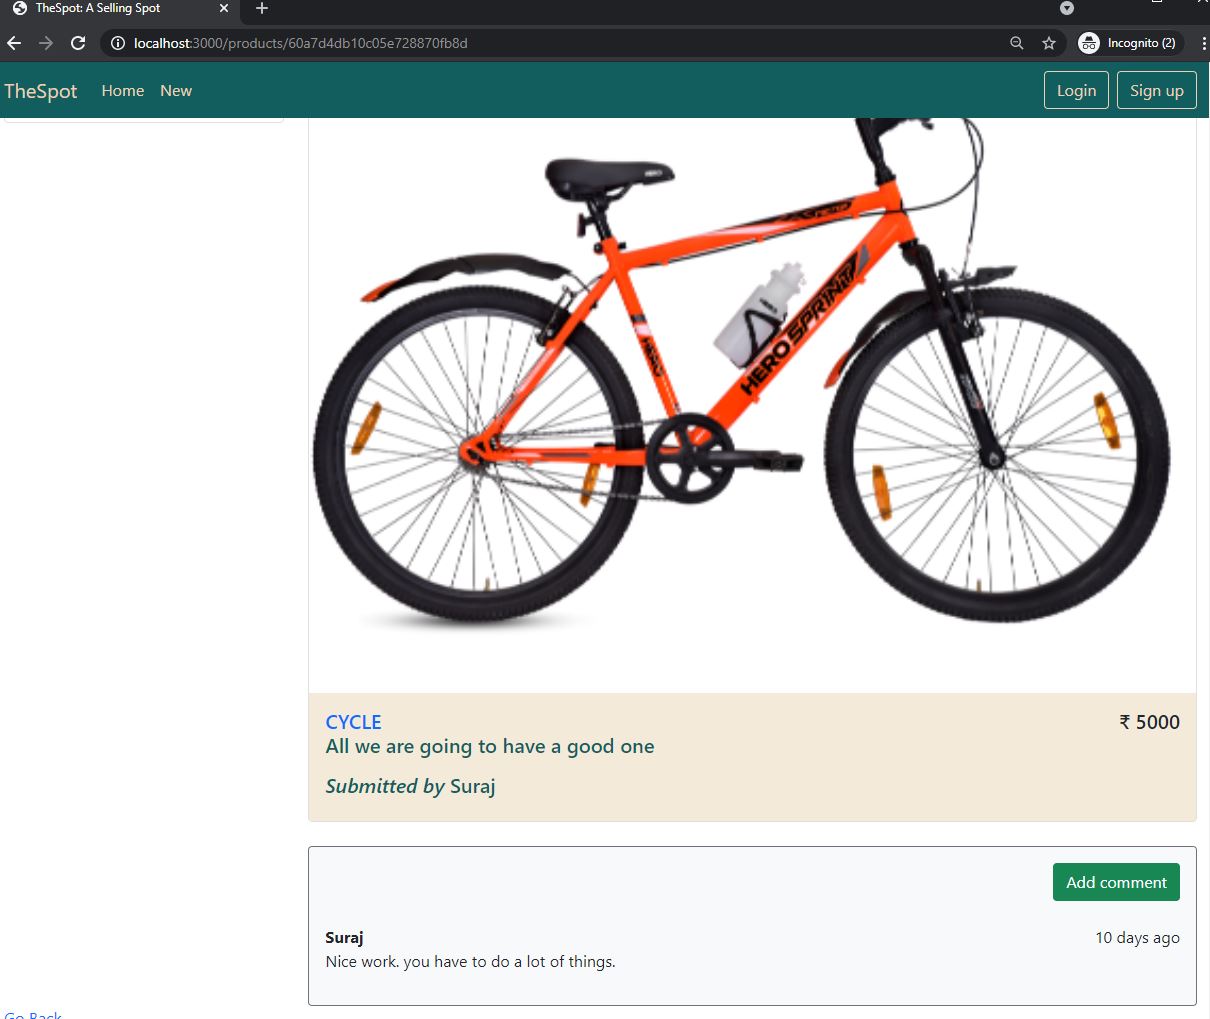 TheSpot: A Selling Spot
localhost:3000/products/60a7d4db10c05e728870fb8d
Incognito (2)
TheSpot Home New Login Sign up
HERO
HERO SPRINT
HERO
CYCLE ₹ 5000
All we are going to have a good one
Submitted by Suraj
Add comment
Suraj 10 days ago
Nice work. you have to do a lot of things.
Go Back